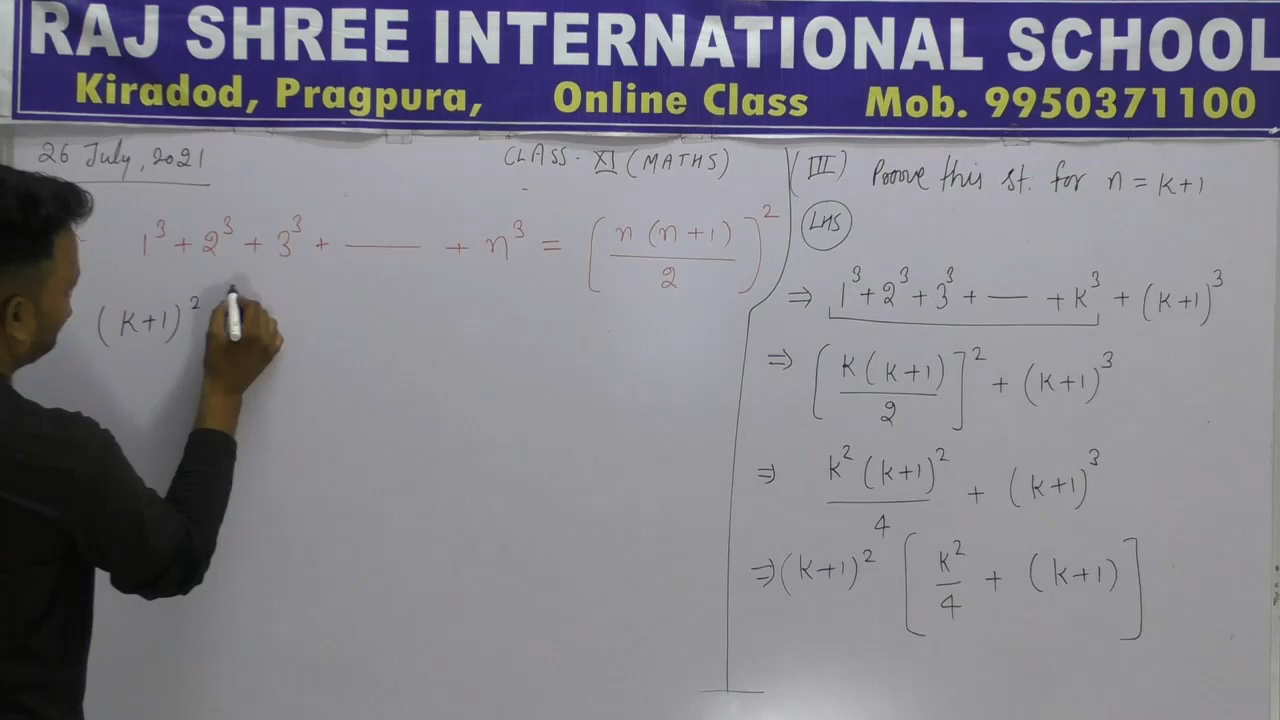 RAJ SHREE INTERNATIONAL SCHOOL
Kiradod, Pragpura, Online Class Mob. 9950371100
26 July, 2021
CLASS - XI (MATHS)
1³ + 2³ + 3³ + —— + n³ = [n (n+1) / 2]²
(k+1)²
(III) Proove this st. for n = k+1
LHS
⇒ 1³ + 2³ + 3³ + — + k³ + (k+1)³
⇒ [k (k+1) / 2]² + (k+1)³
⇒ k² (k+1)² / 4 + (k+1)³
⇒ (k+1)² [k² / 4 + (k+1)]